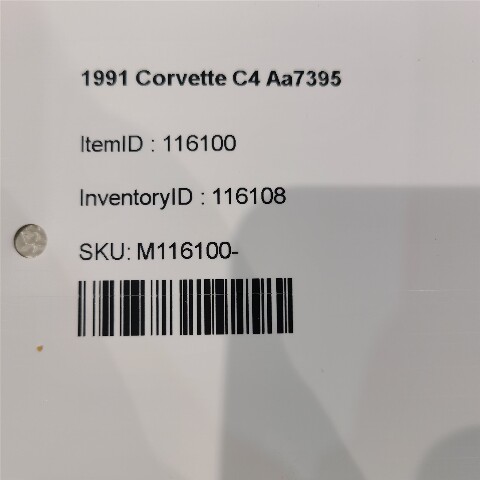 1991 Corvette C4 Aa7395
ItemID : 116100
InventoryID : 116108
SKU: M116100-